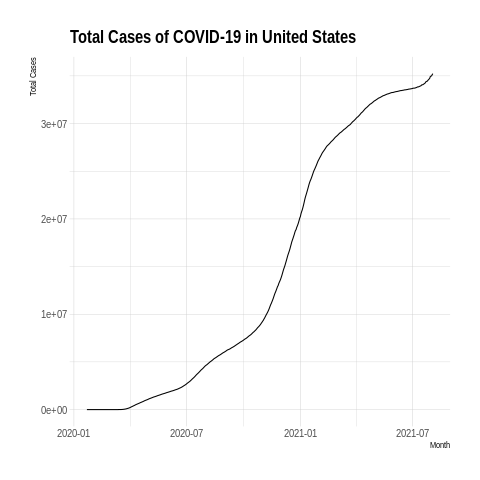 Total Cases of COVID-19 in United States
Total Cases
3e+07
2e+07
1e+07
0e+00
2020-01 2020-07 2021-01 2021-07
Month